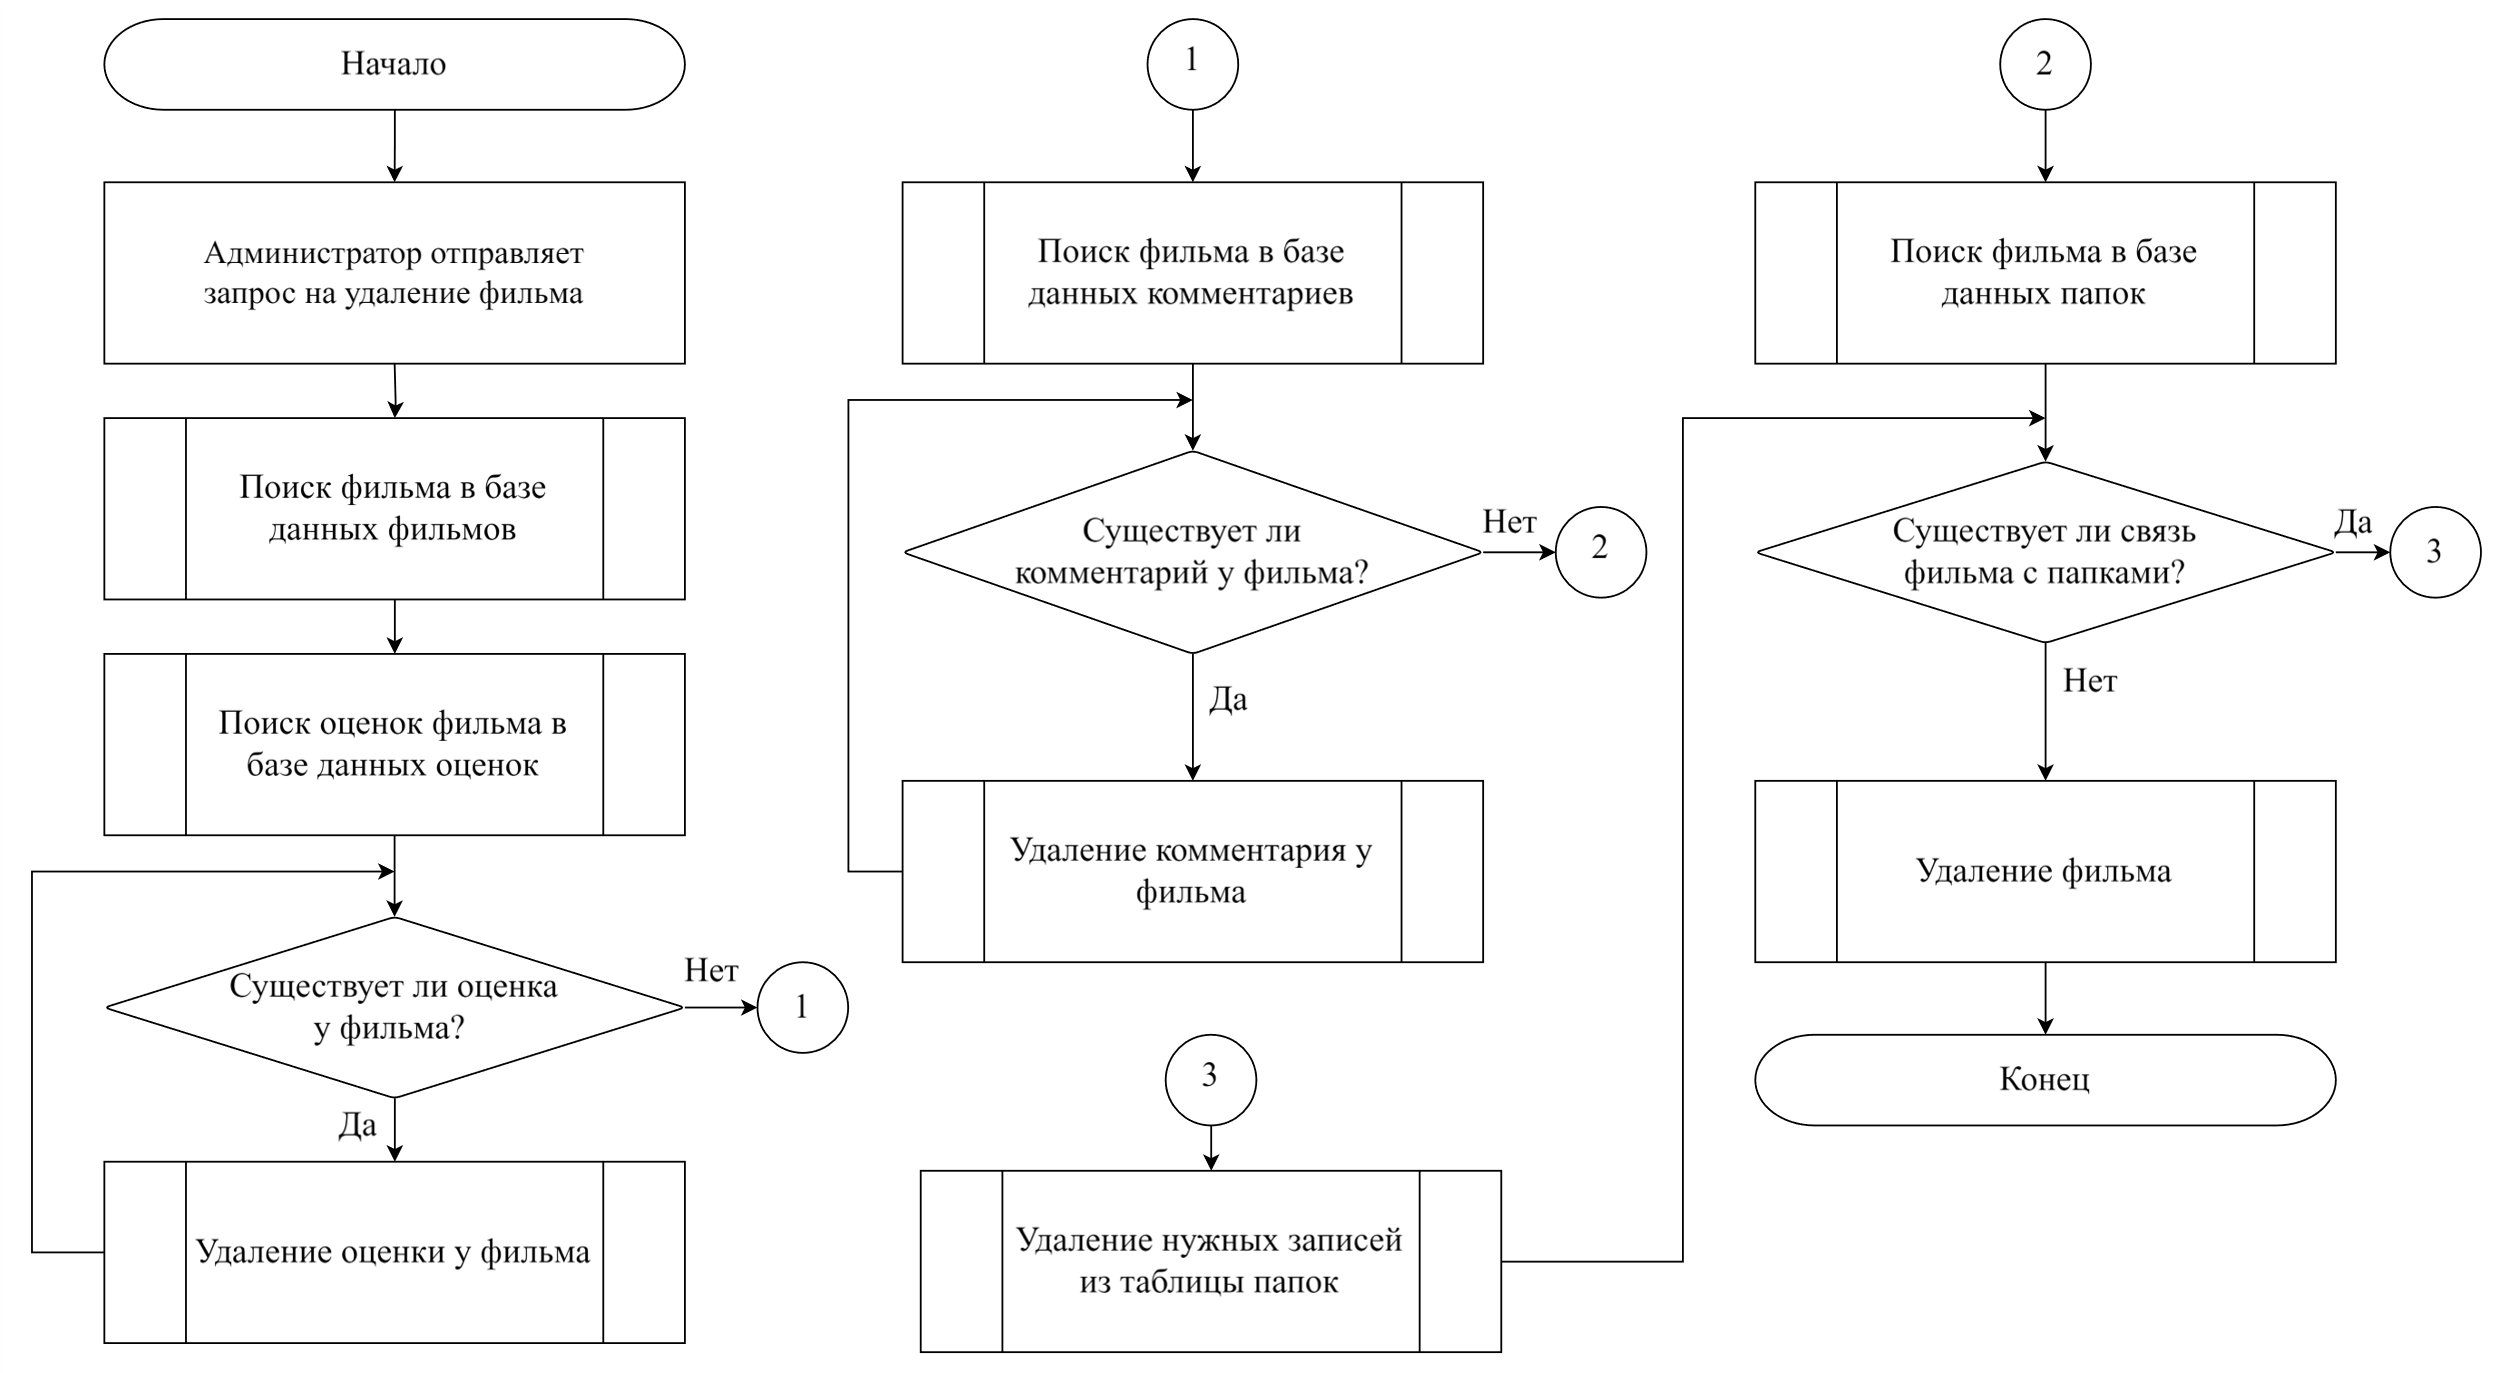 Начало
Администратор отправляет
запрос на удаление фильма
Поиск фильма в базе
данных фильмов
Поиск оценок фильма в
базе данных оценок
Существует ли оценка
у фильма?
Нет
1
Да
Удаление оценки у фильма
1
Поиск фильма в базе
данных комментариев
Существует ли
комментарий у фильма?
Нет
2
Да
Удаление комментария у
фильма
3
Удаление нужных записей
из таблицы папок
2
Поиск фильма в базе
данных папок
Существует ли связь
фильма с папками?
Да
3
Нет
Удаление фильма
Конец